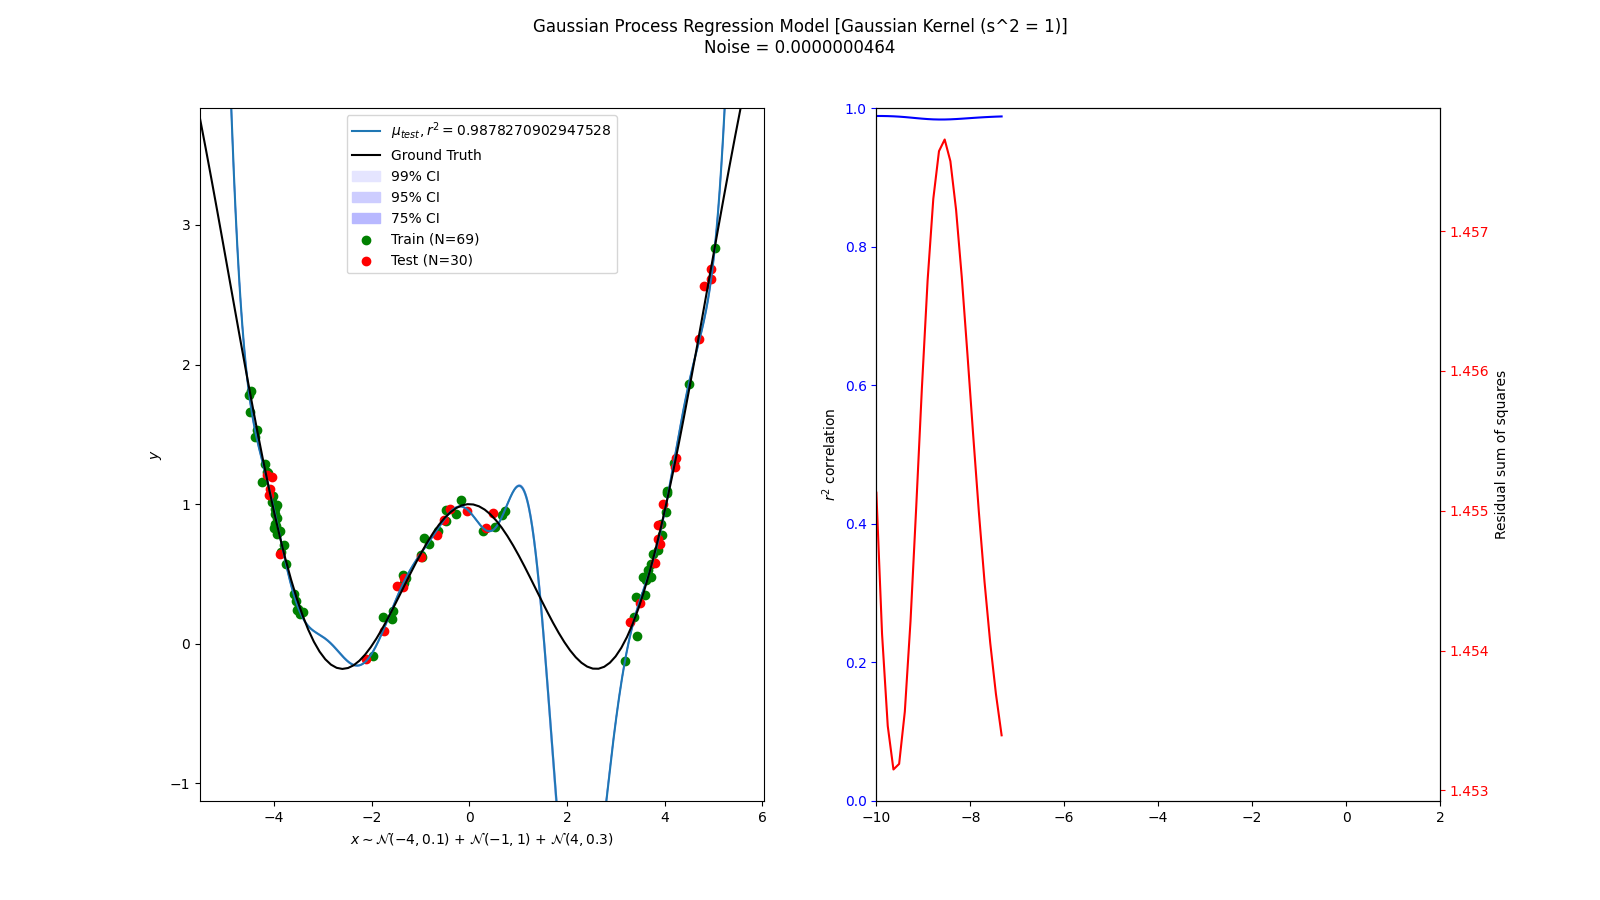 Gaussian Process Regression Model [Gaussian Kernel (s^2 = 1)]
Noise = 0.0000000464
μ_test, r² = 0.9878270902947528
Ground Truth
99% CI
95% CI
75% CI
Train (N=69)
Test (N=30)
3
2
1
0
−1
y
−4 −2 0 2 4 6
x ∼ 𝒩(−4, 0.1) + 𝒩(−1, 1) + 𝒩(4, 0.3)
1.0
0.8
0.6
0.4
0.2
0.0
r² correlation
−10 −8 −6 −4 −2 0 2
1.457
1.456
1.455
1.454
1.453
Residual sum of squares